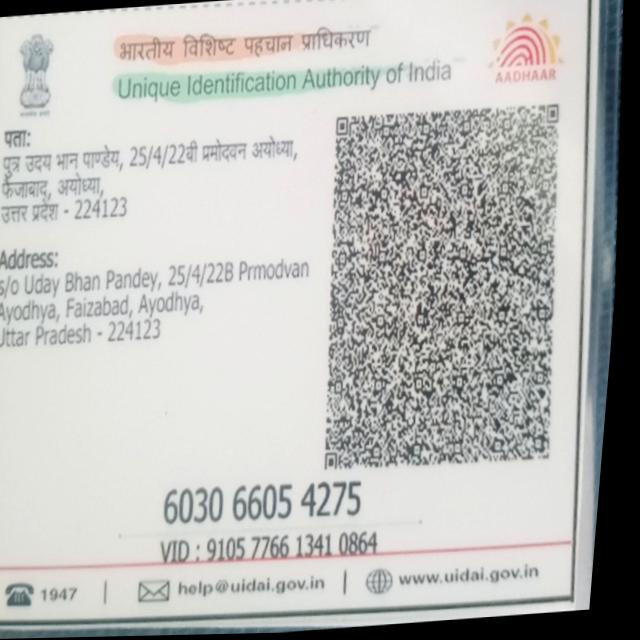 भारतीय विशिष्ट पहचान प्राधिकरण
Unique Identification Authority of India
AADHAAR
पता:
पुत्र उदय भान पाण्डेय, 25/4/22बी प्रमोदवन अयोध्या,
फैजाबाद, अयोध्या,
उत्तर प्रदेश - 224123
Address:
s/o Uday Bhan Pandey, 25/4/22B Prmodvan
Ayodhya, Faizabad, Ayodhya,
Uttar Pradesh - 224123
6030 6605 4275
VID : 9105 7766 1341 0864
1947 | help@uidai.gov.in | www.uidai.gov.in